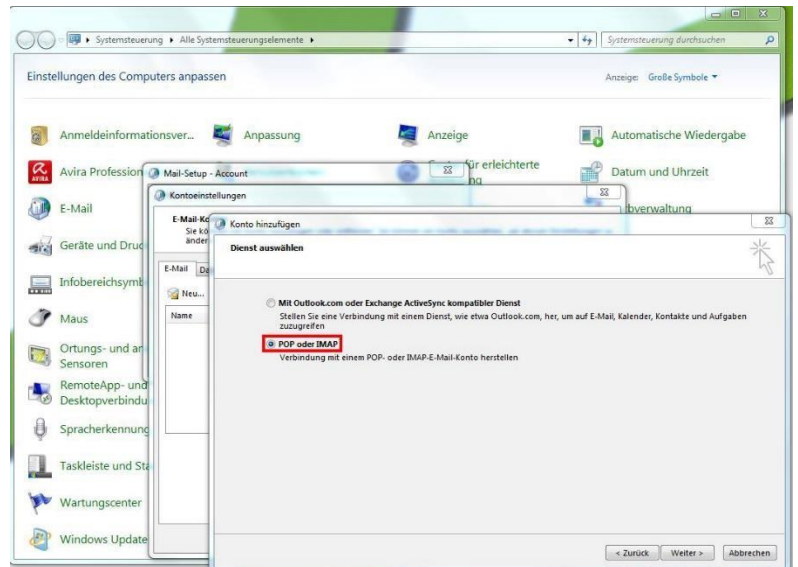 Systemsteuerung ▸ Alle Systemsteuerungselemente ▸
Systemsteuerung durchsuchen
Einstellungen des Computers anpassen
Anzeige: Große Symbole
Anmeldeinformationsver...
Anpassung
Anzeige
Automatische Wiedergabe
AVIRA
Avira Profession
für erleichterte
Datum und Uhrzeit
E-Mail
Geräte und Druc
Infobereichsymb
Maus
Ortungs- und an
Sensoren
RemoteApp- und
Desktopverbindu
Spracherkennung
Taskleiste und Sta
Wartungscenter
Windows Update
Mail-Setup - Account
Kontoeinstellungen
E-Mail-Ko
Sie kö
änder
E-Mail
Da
Neu...
Name
Konto hinzufügen
Dienst auswählen
Mit Outlook.com oder Exchange ActiveSync kompatibler Dienst
Stellen Sie eine Verbindung mit einem Dienst, wie etwa Outlook.com, her, um auf E-Mail, Kalender, Kontakte und Aufgaben
zuzugreifen
POP oder IMAP
Verbindung mit einem POP- oder IMAP-E-Mail-Konto herstellen
< Zurück
Weiter >
Abbrechen